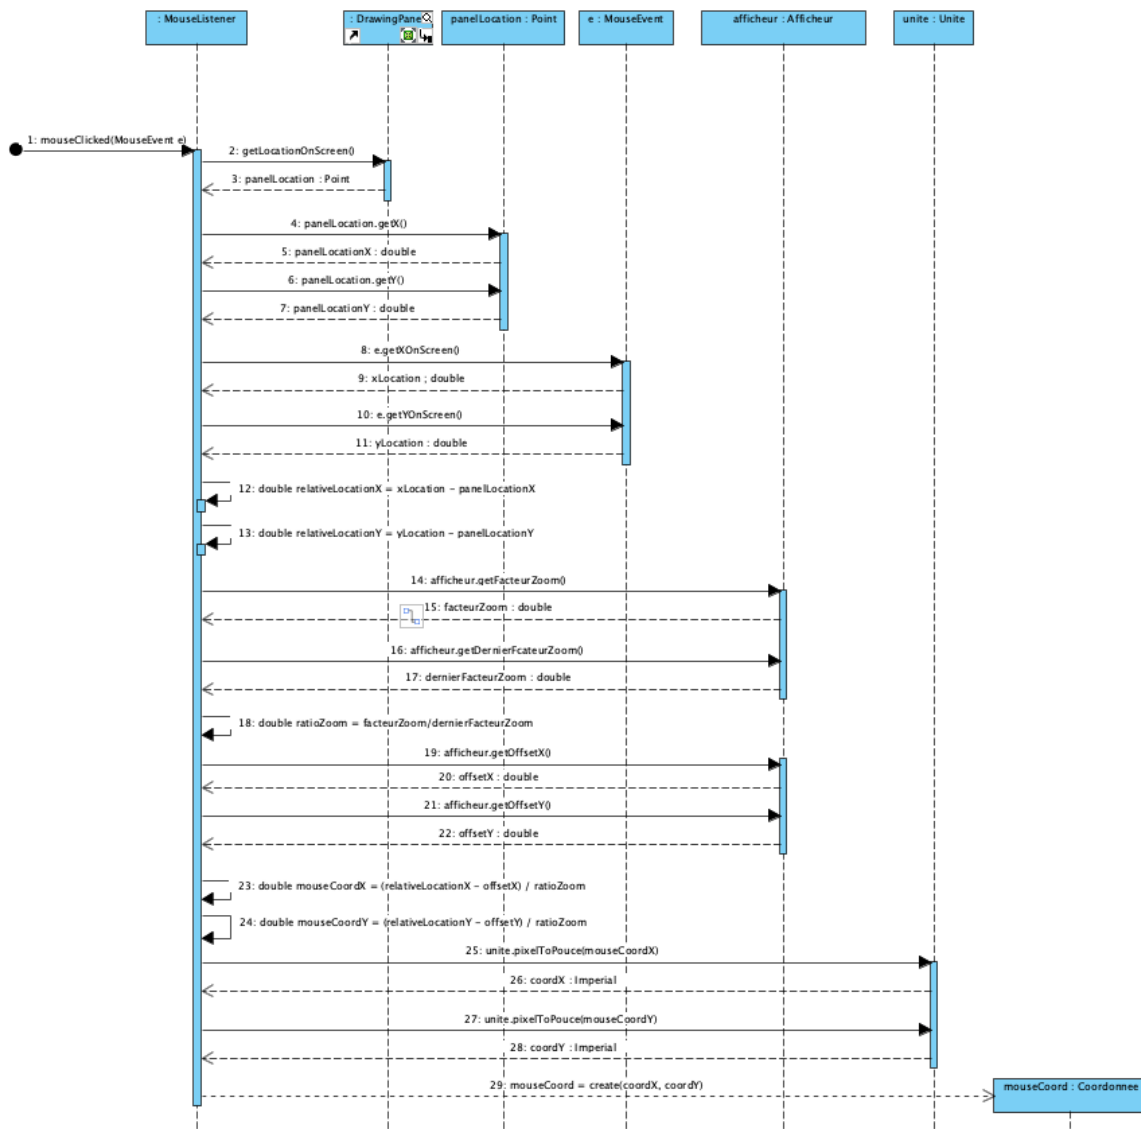 : MouseListener
: DrawingPane
panelLocation : Point
e : MouseEvent
afficheur : Afficheur
unite : Unite
1: mouseClicked(MouseEvent e)
2: getLocationOnScreen()
3: panelLocation : Point
4: panelLocation.getX()
5: panelLocationX : double
6: panelLocation.getY()
7: panelLocationY : double
8: e.getXOnScreen()
9: xLocation ; double
10: e.getYOnScreen()
11: yLocation : double
12: double relativeLocationX = xLocation - panelLocationX
13: double relativeLocationY = yLocation - panelLocationY
14: afficheur.getFacteurZoom()
15: facteurZoom : double
16: afficheur.getDernierFcateurZoom()
17: dernierFacteurZoom : double
18: double ratioZoom = facteurZoom/dernierFacteurZoom
19: afficheur.getOffsetX()
20: offsetX : double
21: afficheur.getOffsetY()
22: offsetY : double
23: double mouseCoordX = (relativeLocationX - offsetX) / ratioZoom
24: double mouseCoordY = (relativeLocationY - offsetY) / ratioZoom
25: unite.pixelToPouce(mouseCoordX)
26: coordX : Imperial
27: unite.pixelToPouce(mouseCoordY)
28: coordY : Imperial
29: mouseCoord = create(coordX, coordY)
mouseCoord : Coordonnee